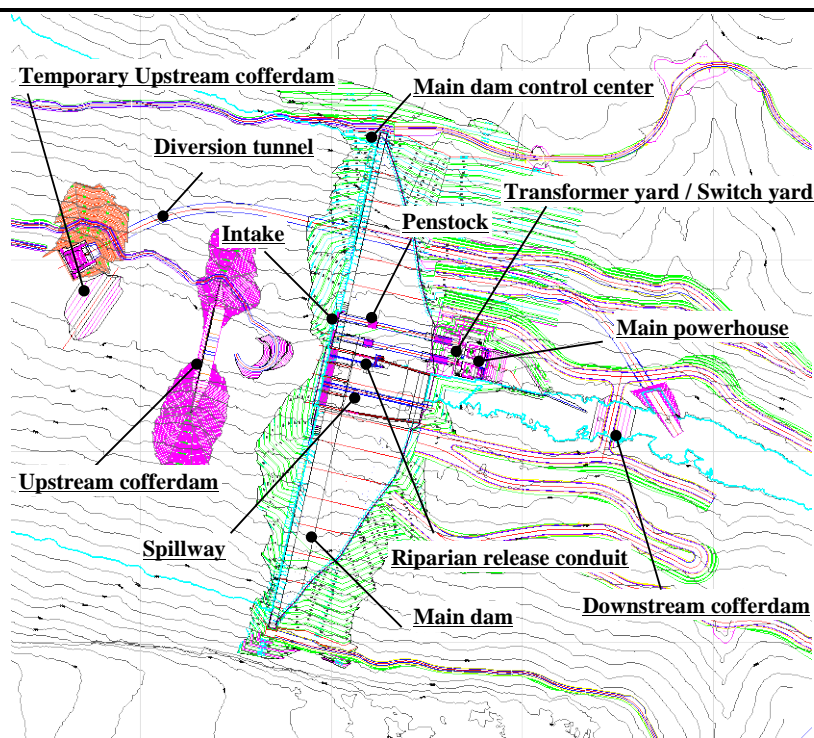 Temporary Upstream cofferdam
Main dam control center
Diversion tunnel
Transformer yard / Switch yard
Penstock
Intake
Main powerhouse
Upstream cofferdam
Spillway
Riparian release conduit
Downstream cofferdam
Main dam